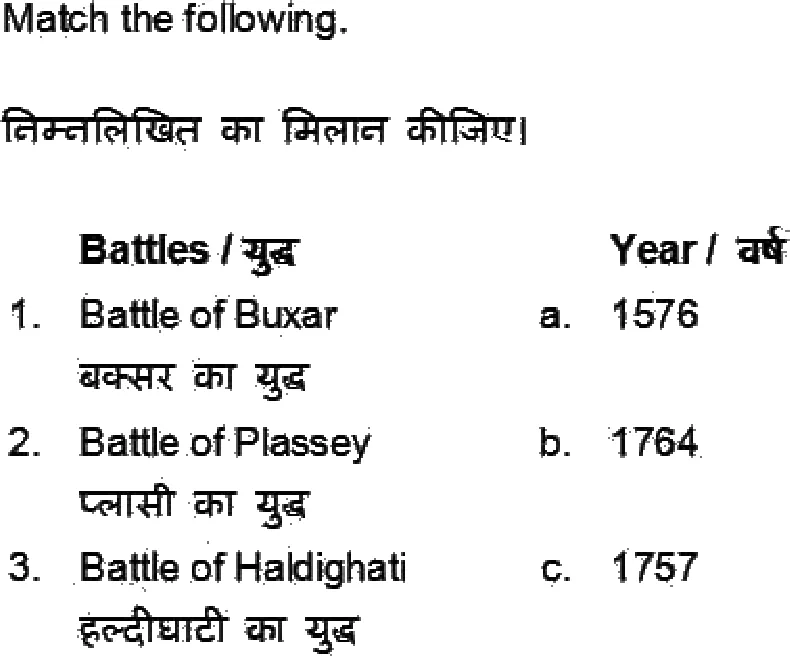 Match the following.
निम्नलिखित का मिलान कीजिए।
Battles / युद्ध Year / वर्ष
1. Battle of Buxar a. 1576
बक्सर का युद्ध
2. Battle of Plassey b. 1764
प्लासी का युद्ध
3. Battle of Haldighati c. 1757
हल्दीघाटी का युद्ध